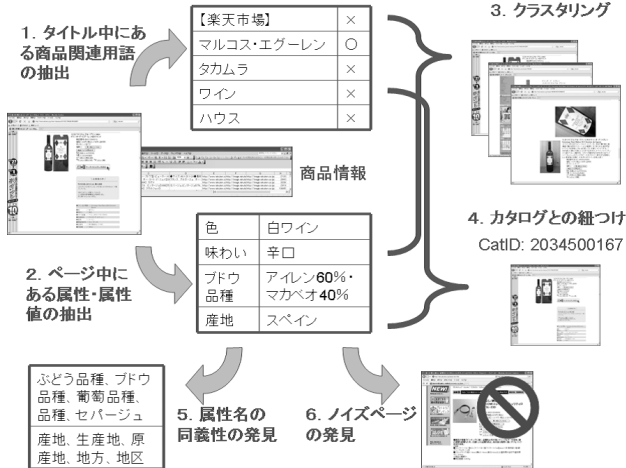 1. タイトル中にあ
る商品関連用語
の抽出
【楽天市場】 ×
マルコス・エグーレン ○
タカムラ ×
ワイン ×
ハウス ×
3. クラスタリング
商品情報
4. カタログとの紐つけ
CatID: 2034500167
2. ページ中に
ある属性・属性
値の抽出
色 白ワイン
味わい 辛口
ブドウ
品種
アイレン60%・
マカベオ40%
産地 スペイン
ぶどう品種、ブドウ
品種、葡萄品種、
品種、セパージュ
産地、生産地、原
産地、地方、地区
5. 属性名の
同義性の発見
6. ノイズページ
の発見
NEW!